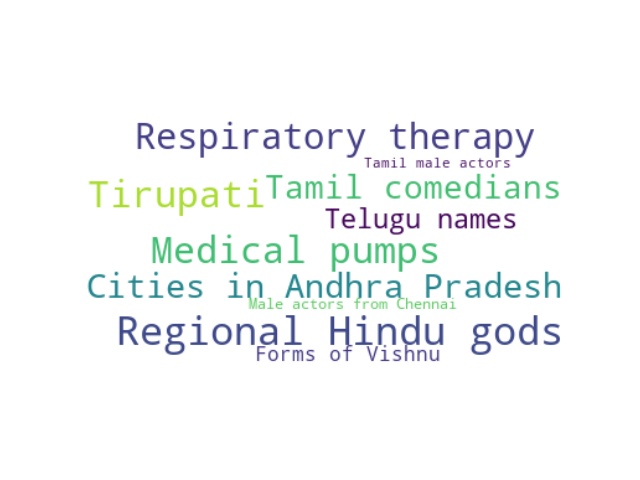 Respiratory therapy
Tamil male actors
Tirupati
Tamil comedians
Telugu names
Medical pumps
Cities in Andhra Pradesh
Male actors from Chennai
Regional Hindu gods
Forms of Vishnu